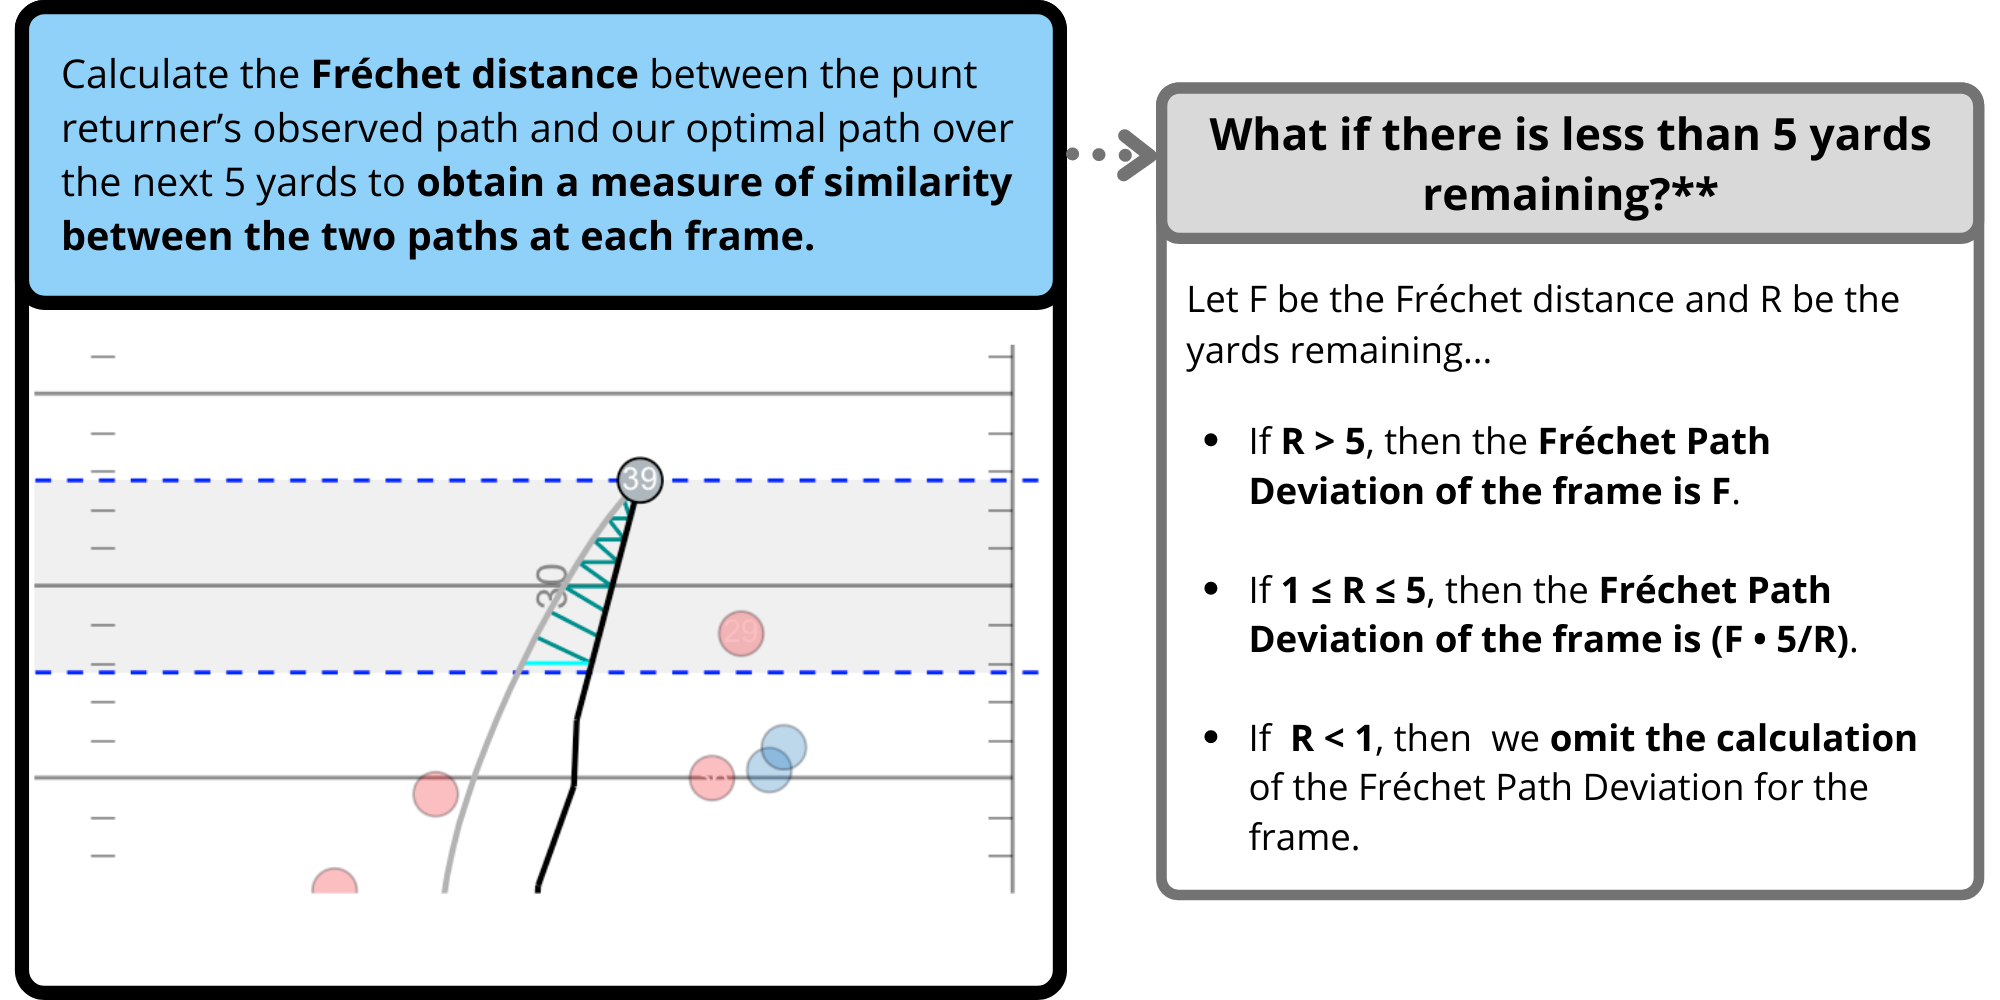 Calculate the Fréchet distance between the punt
returner’s observed path and our optimal path over
the next 5 yards to obtain a measure of similarity
between the two paths at each frame.
39
30
29
What if there is less than 5 yards
remaining?**
Let F be the Fréchet distance and R be the
yards remaining...
• If R > 5, then the Fréchet Path
Deviation of the frame is F.
• If 1 ≤ R ≤ 5, then the Fréchet Path
Deviation of the frame is (F • 5/R).
• If R < 1, then we omit the calculation
of the Fréchet Path Deviation for the
frame.